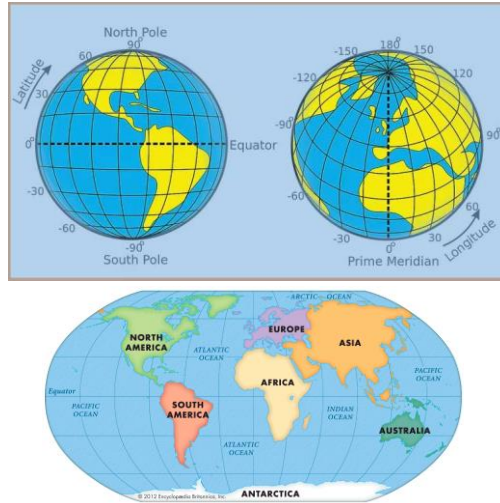 North Pole
90°
60
30
0°
-30
-60
-90°
South Pole
Latitude
Equator
180°
-150
150
-120
120
-90°
90°
-60
60
-30
30
0°
Prime Meridian
Longitude
ARCTIC OCEAN
NORTH
AMERICA
EUROPE
ASIA
ATLANTIC
OCEAN
AFRICA
PACIFIC
OCEAN
Equator
PACIFIC
OCEAN
SOUTH
AMERICA
INDIAN
OCEAN
AUSTRALIA
ATLANTIC
OCEAN
ANTARCTICA
© 2012 Encyclopædia Britannica, Inc.